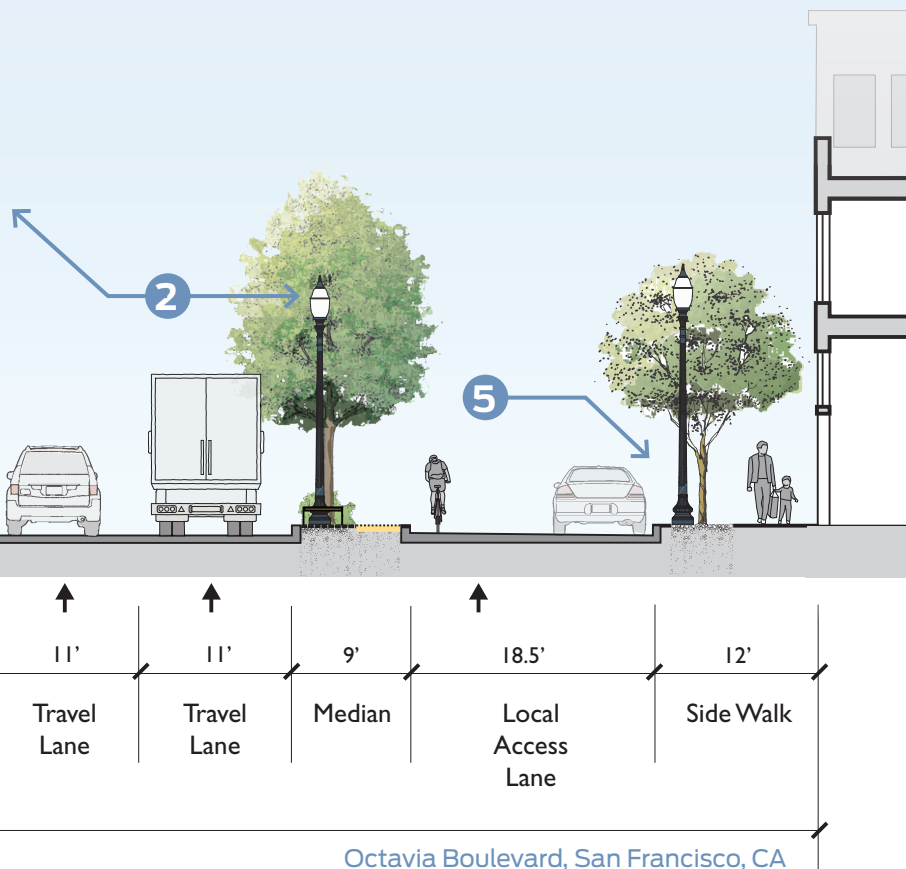 2
5
11’
11’
9’
18.5’
12’
Travel
Lane
Travel
Lane
Median
Local
Access
Lane
Side Walk
Octavia Boulevard, San Francisco, CA